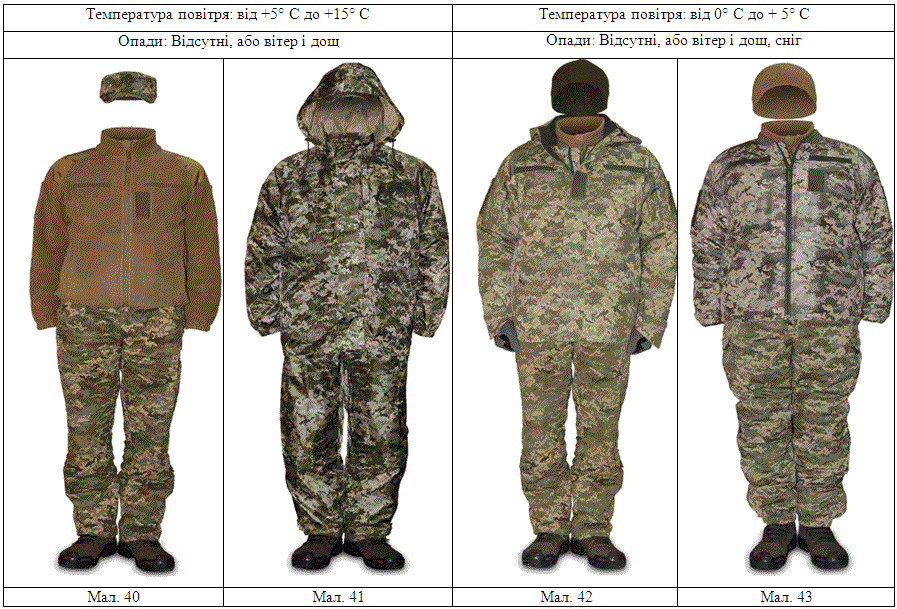 Температура повітря: від +5° С до +15° С
Температура повітря: від 0° С до + 5° С
Опади: Відсутні, або вітер і дощ
Опади: Відсутні, або вітер і дощ, сніг
Мал. 40
Мал. 41
Мал. 42
Мал. 43